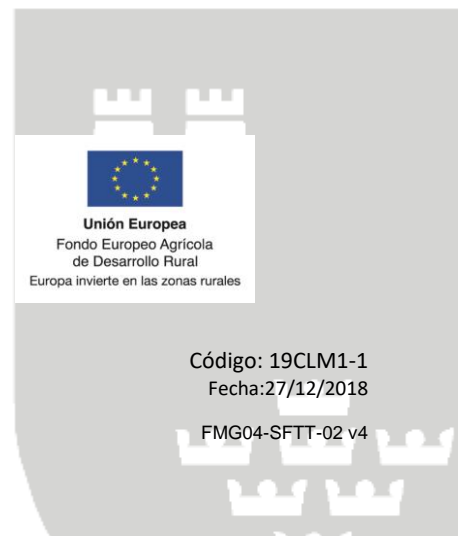 Unión Europea
Fondo Europeo Agrícola
de Desarrollo Rural
Europa invierte en las zonas rurales
Código: 19CLM1-1
Fecha:27/12/2018
FMG04-SFTT-02 v4